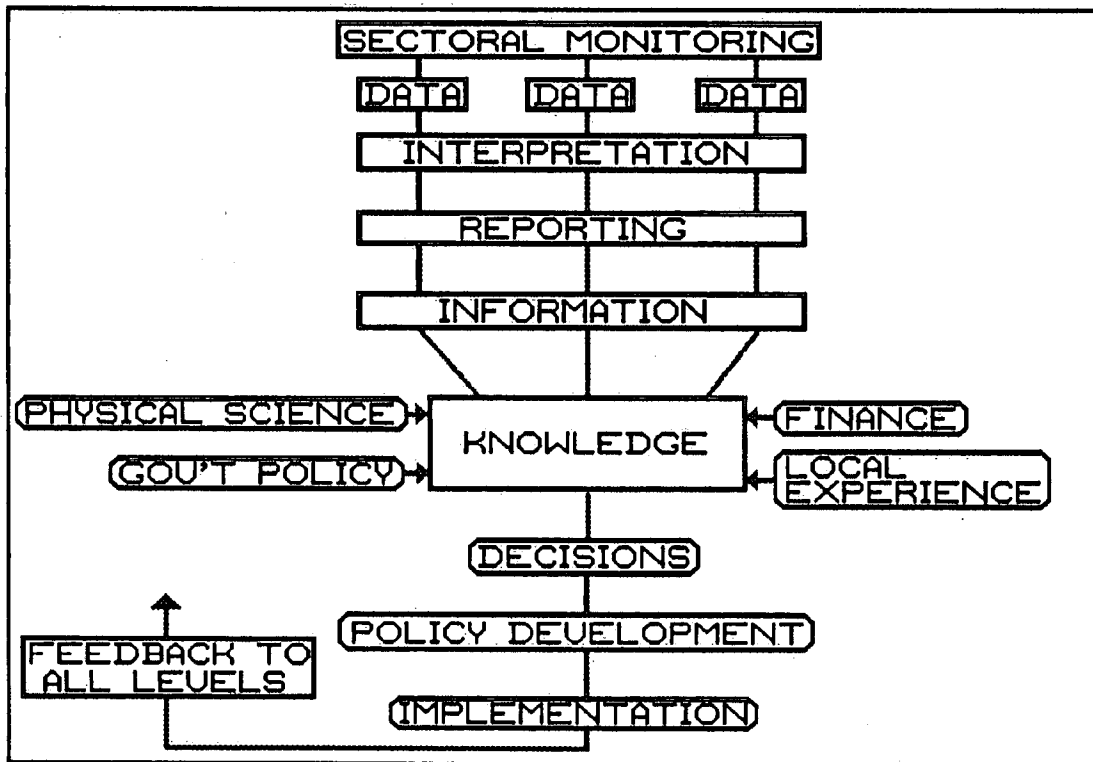 SECTORAL MONITORING
DATA DATA DATA
INTERPRETATION
REPORTING
INFORMATION
PHYSICAL SCIENCE
GOV'T POLICY
KNOWLEDGE
FINANCE
LOCAL
EXPERIENCE
DECISIONS
POLICY DEVELOPMENT
FEEDBACK TO
ALL LEVELS
IMPLEMENTATION